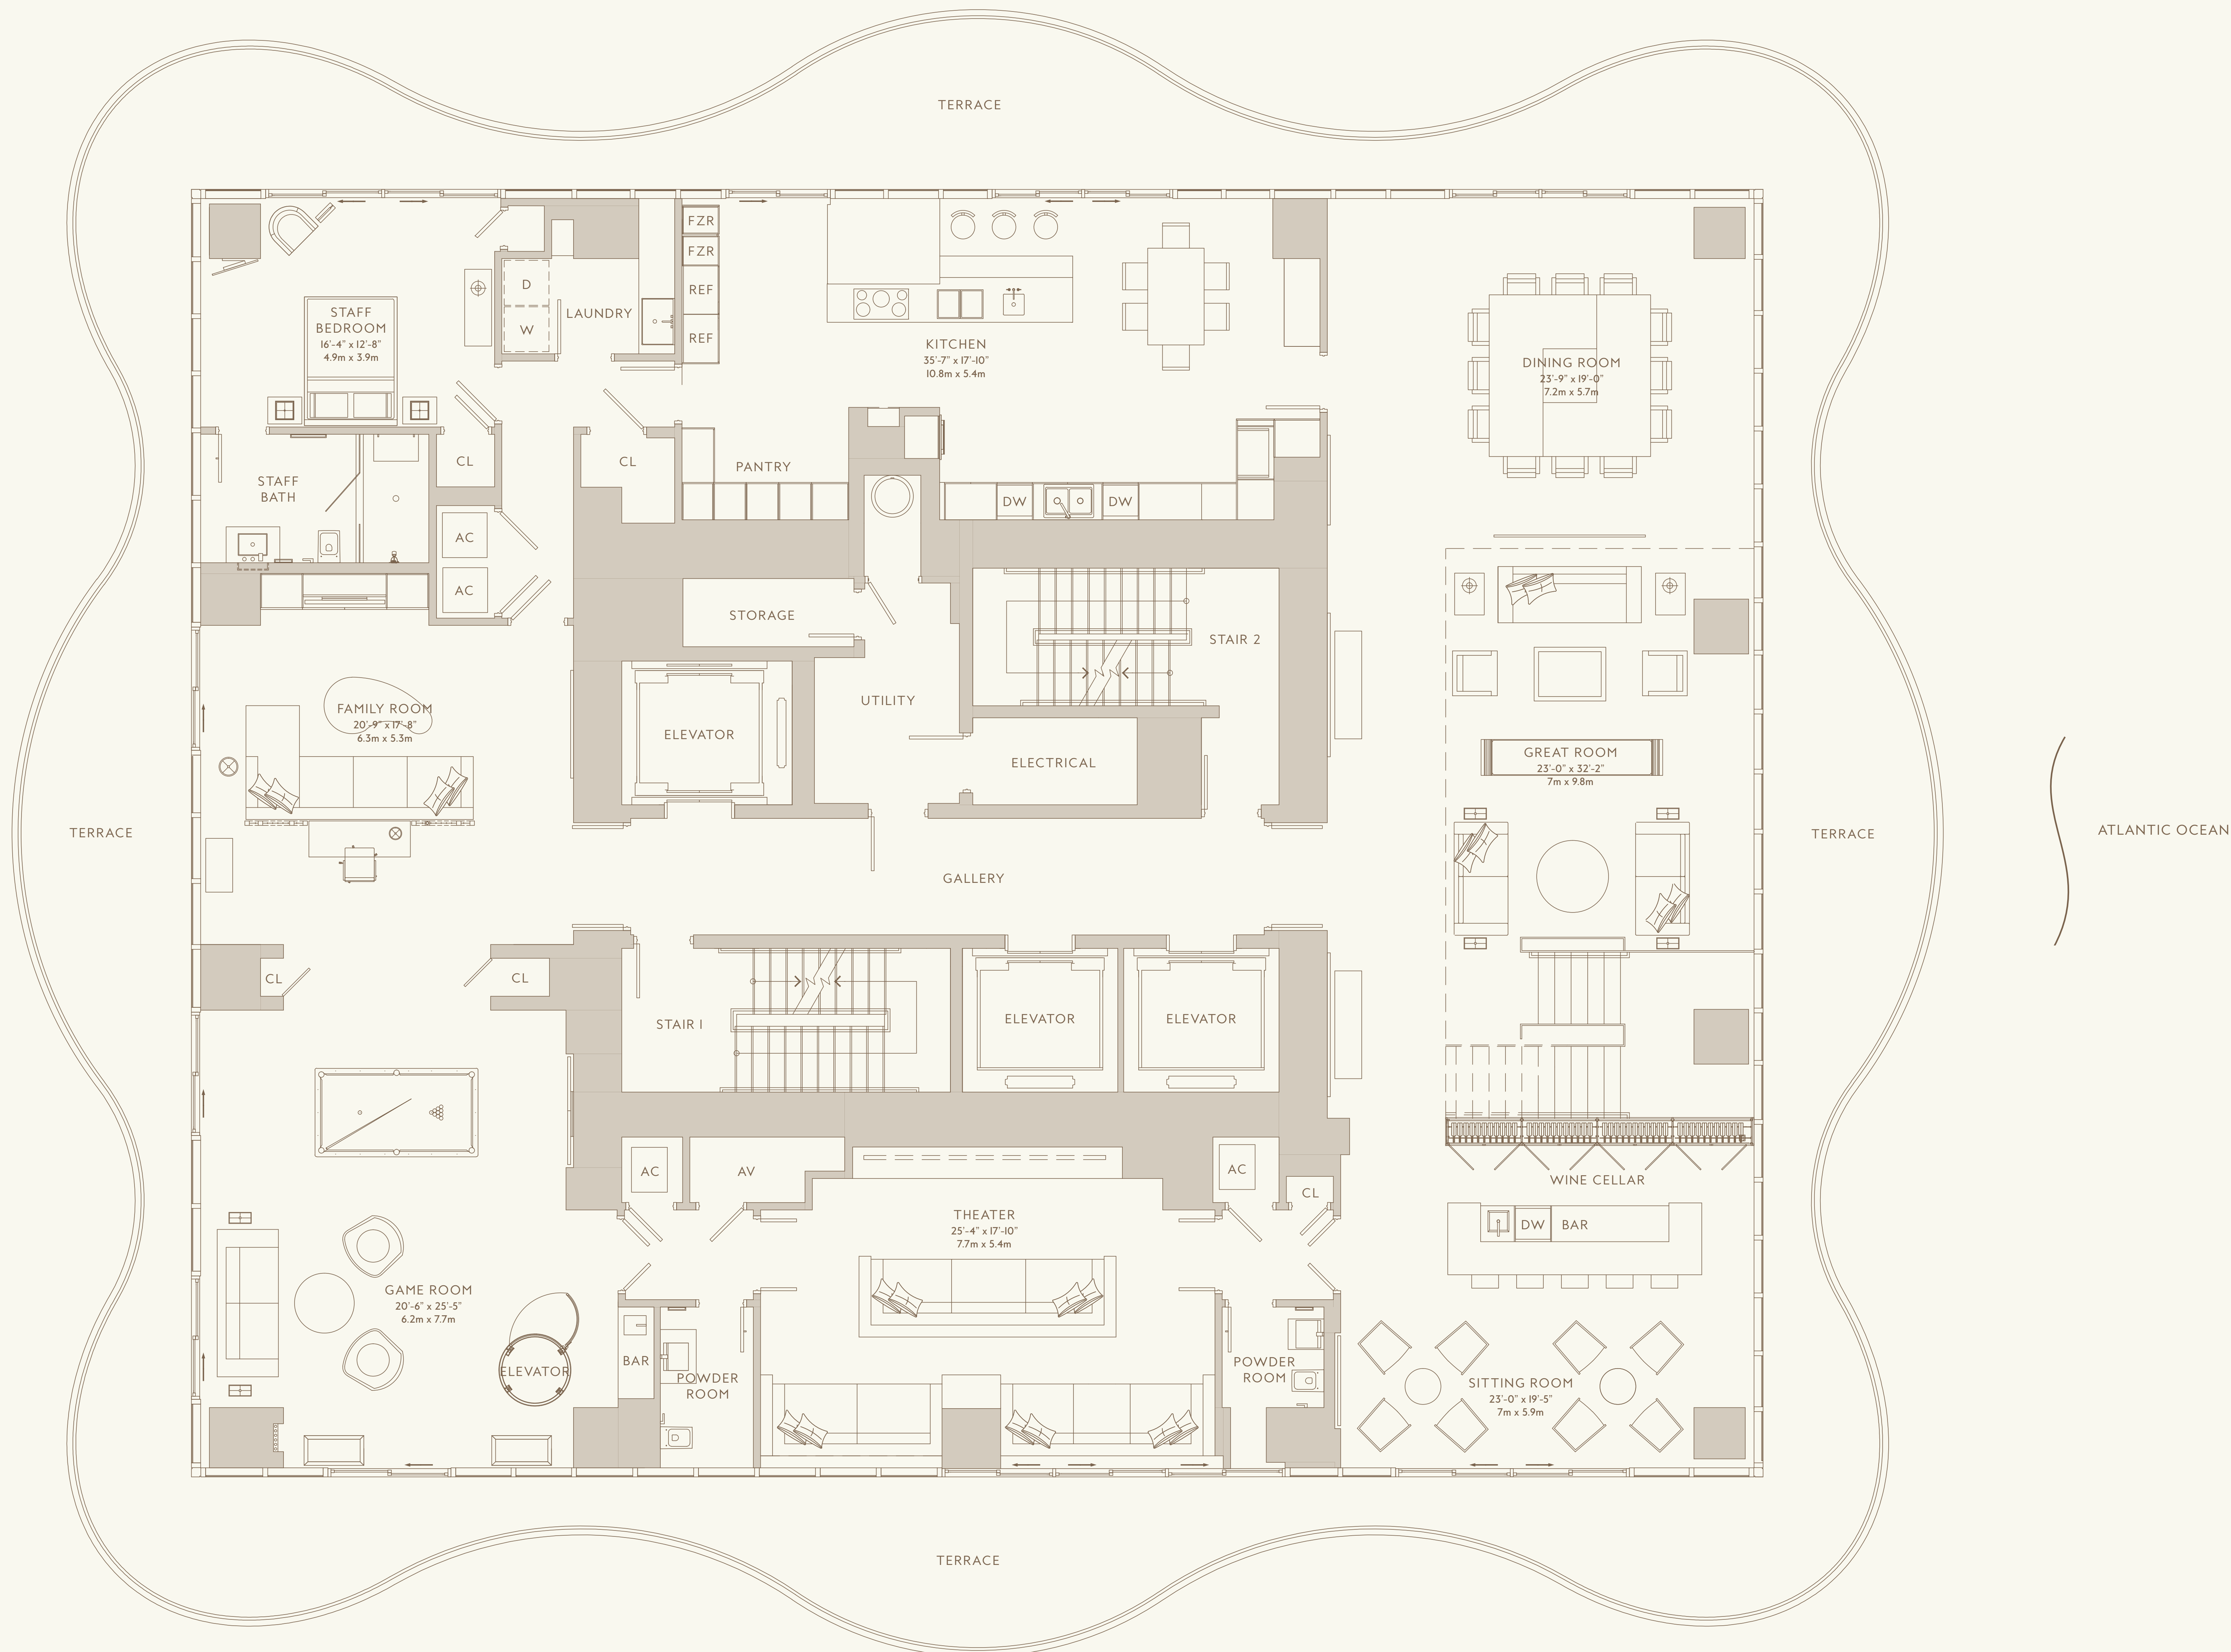 TERRACE
FZR
FZR
REF
REF
D
W
LAUNDRY
STAFF
BEDROOM
16'-4" x 12'-8"
4.9m x 3.9m
KITCHEN
35'-7" x 17'-10"
10.8m x 5.4m
DINING ROOM
23'-9" x 19'-0"
7.2m x 5.7m
CL
CL
PANTRY
STAFF
BATH
DW
DW
AC
AC
STORAGE
STAIR 2
UTILITY
FAMILY ROOM
20'-9" x 17'-8"
6.3m x 5.3m
ELEVATOR
ELECTRICAL
GREAT ROOM
23'-0" x 32'-2"
7m x 9.8m
TERRACE
TERRACE
ATLANTIC OCEAN
GALLERY
CL
CL
STAIR 1
ELEVATOR
ELEVATOR
AC
AV
AC
CL
WINE CELLAR
THEATER
25'-4" x 17'-10"
7.7m x 5.4m
DW
BAR
GAME ROOM
20'-6" x 25'-5"
6.2m x 7.7m
ELEVATOR
BAR
POWDER
ROOM
POWDER
ROOM
SITTING ROOM
23'-0" x 19'-5"
7m x 5.9m
TERRACE